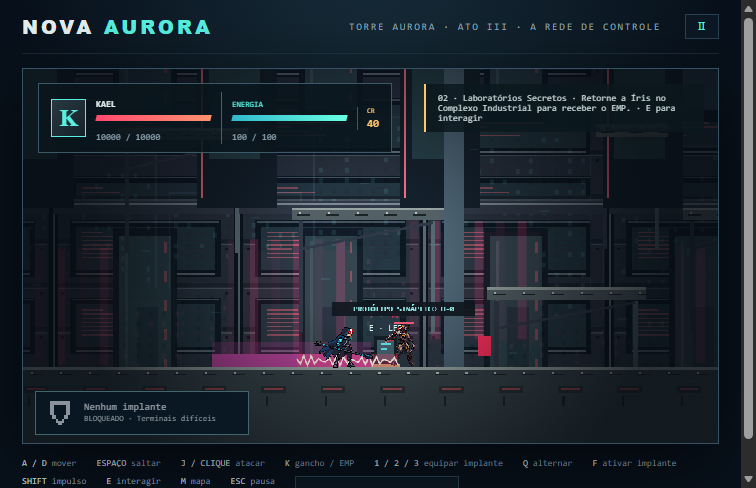 NOVA AURORA
TORRE AURORA · ATO III · A REDE DE CONTROLE
II
K
KAEL
10000 / 10000
ENERGIA
100 / 100
CR
40
02 · Laboratórios Secretos · Retorne a Íris no
Complexo Industrial para receber o EMP. · E para
interagir
E · 
Nenhum implante
BLOQUEADO · Terminais difíceis
A / D mover ESPAÇO saltar J / CLIQUE atacar K gancho / EMP 1 / 2 / 3 equipar implante Q alternar F ativar implante
SHIFT impulso E interagir M mapa ESC pausa